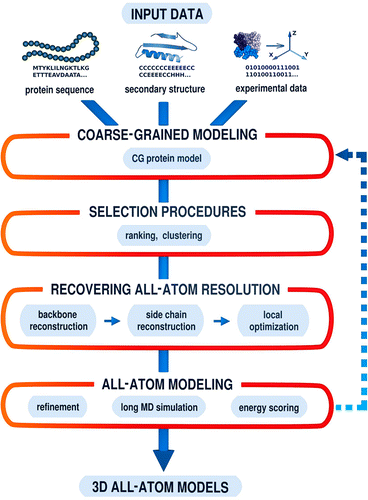 INPUT DATA
MTYKLILNGKTLKG
ETTTEAVDAATA...
protein sequence
CCCCCCCEEEEECC
CCEEEECCHHH...
secondary structure
Z
X
Y
01010000111001
110100110011...
experimental data
COARSE-GRAINED MODELING
CG protein model
SELECTION PROCEDURES
ranking, clustering
RECOVERING ALL-ATOM RESOLUTION
backbone
reconstruction
side chain
reconstruction
local
optimization
ALL-ATOM MODELING
refinement
long MD simulation
energy scoring
3D ALL-ATOM MODELS